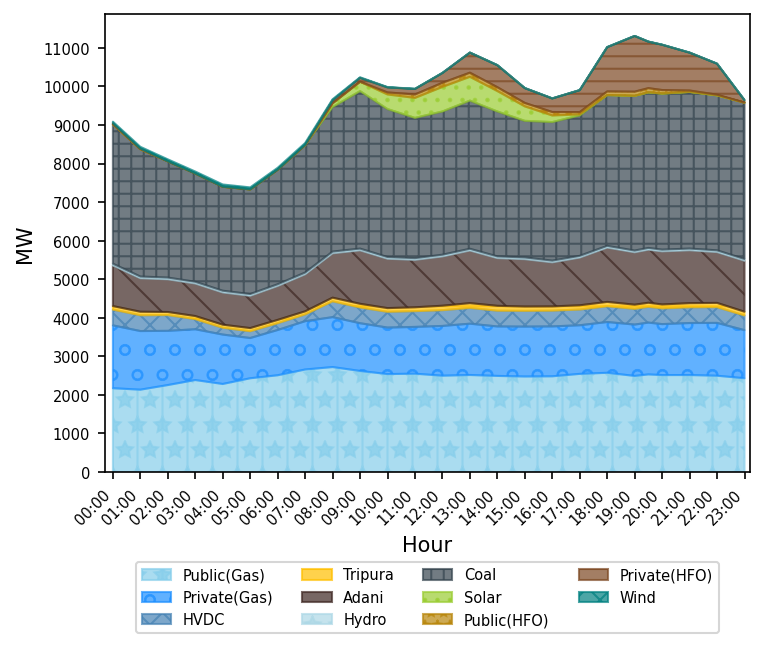 MW
11000
10000
9000
8000
7000
6000
5000
4000
3000
2000
1000
0
00:00 01:00 02:00 03:00 04:00 05:00 06:00 07:00 08:00 09:00 10:00 11:00 12:00 13:00 14:00 15:00 16:00 17:00 18:00 19:00 20:00 21:00 22:00 23:00
Hour
Public(Gas) Tripura Coal Private(HFO)
Private(Gas) Adani Solar Wind
HVDC Hydro Public(HFO)